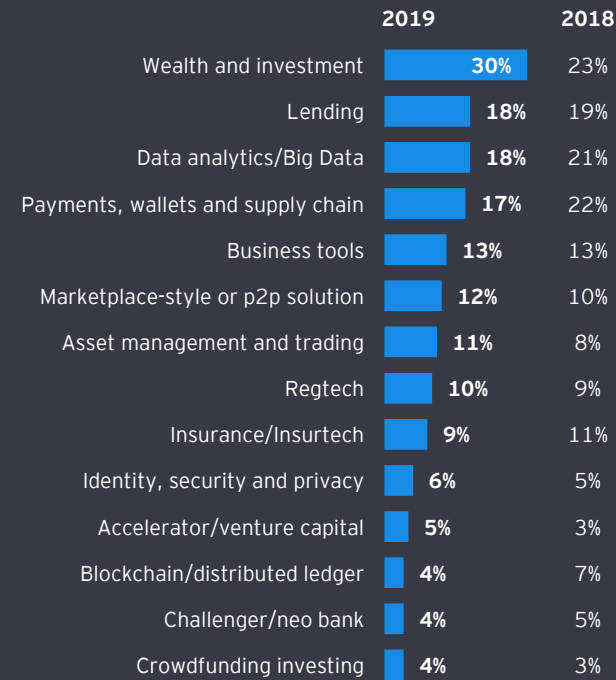 2019 2018
Wealth and investment 30% 23%
Lending 18% 19%
Data analytics/Big Data 18% 21%
Payments, wallets and supply chain 17% 22%
Business tools 13% 13%
Marketplace-style or p2p solution 12% 10%
Asset management and trading 11% 8%
Regtech 10% 9%
Insurance/Insurtech 9% 11%
Identity, security and privacy 6% 5%
Accelerator/venture capital 5% 3%
Blockchain/distributed ledger 4% 7%
Challenger/neo bank 4% 5%
Crowdfunding investing 4% 3%